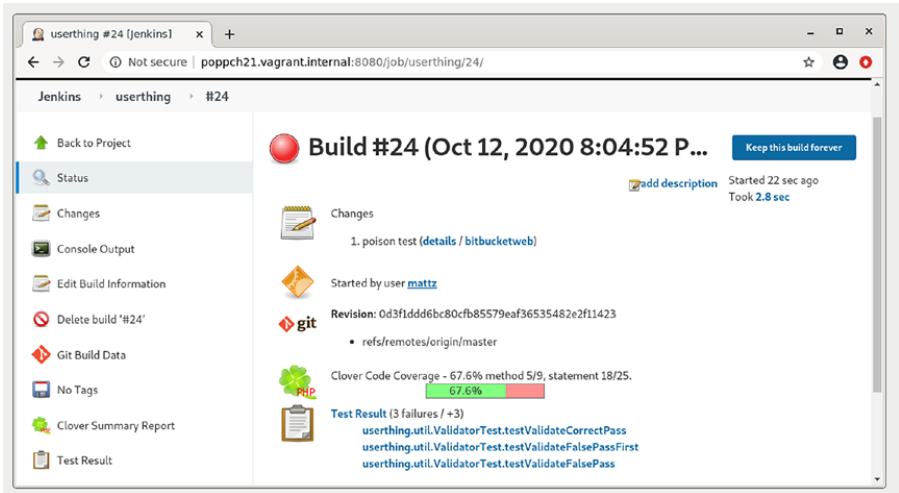 userthing #24 [Jenkins]
Not secure poppch21.vagrant.internal:8080/job/userthing/24/
Jenkins userthing #24
Back to Project
Status
Changes
Console Output
Edit Build Information
Delete build '#24'
Git Build Data
No Tags
Clover Summary Report
Test Result
Build #24 (Oct 12, 2020 8:04:52 P...
Keep this build forever
add description
Started 22 sec ago
Took 2.8 sec
Changes
1. poison test (details / bitbucketweb)
Started by user mattz
git
Revision: 0d3f1ddd6bc80cfb85579eaf36535482e2f11423
• refs/remotes/origin/master
PHP
Clover Code Coverage - 67.6% method 5/9, statement 18/25.
67.6%
Test Result (3 failures / +3)
userthing.util.ValidatorTest.testValidateCorrectPass
userthing.util.ValidatorTest.testValidateFalsePassFirst
userthing.util.ValidatorTest.testValidateFalsePass